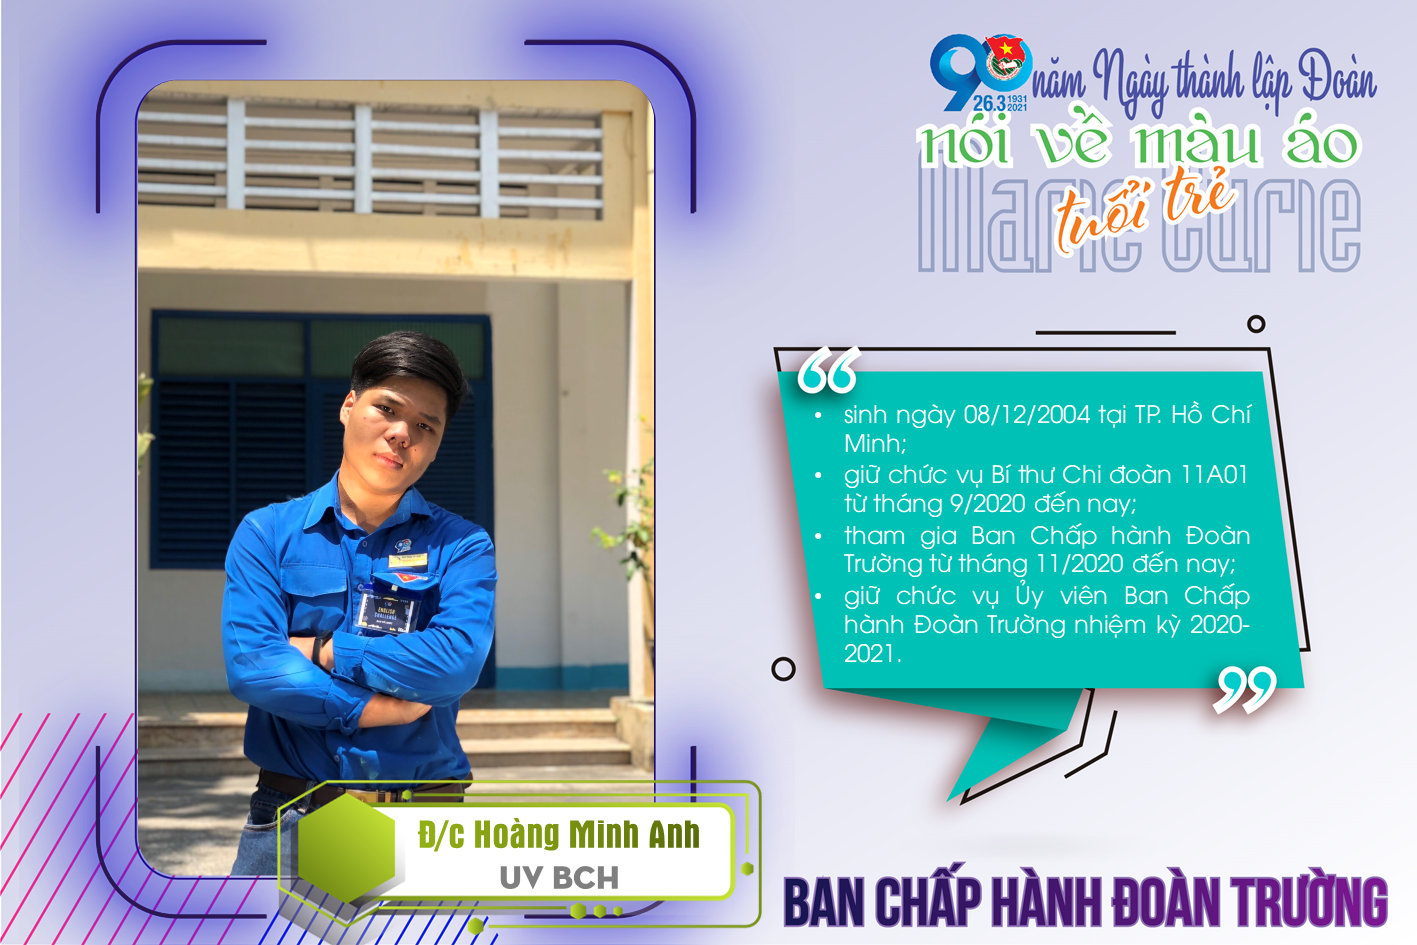 90 năm Ngày thành lập Đoàn
26.3 1931 2021
nói về màu áo
tuổi trẻ
Marie Curie
“
• sinh ngày 08/12/2004 tại TP. Hồ Chí
Minh;
• giữ chức vụ Bí thư Chi đoàn 11A01
từ tháng 9/2020 đến nay;
• tham gia Ban Chấp hành Đoàn
Trường từ tháng 11/2020 đến nay;
• giữ chức vụ Ủy viên Ban Chấp
hành Đoàn Trường nhiệm kỳ 2020-
2021.
”
ENGLISH
CHALLENGE
Đ/c Hoàng Minh Anh
UV BCH
BAN CHẤP HÀNH ĐOÀN TRƯỜNG